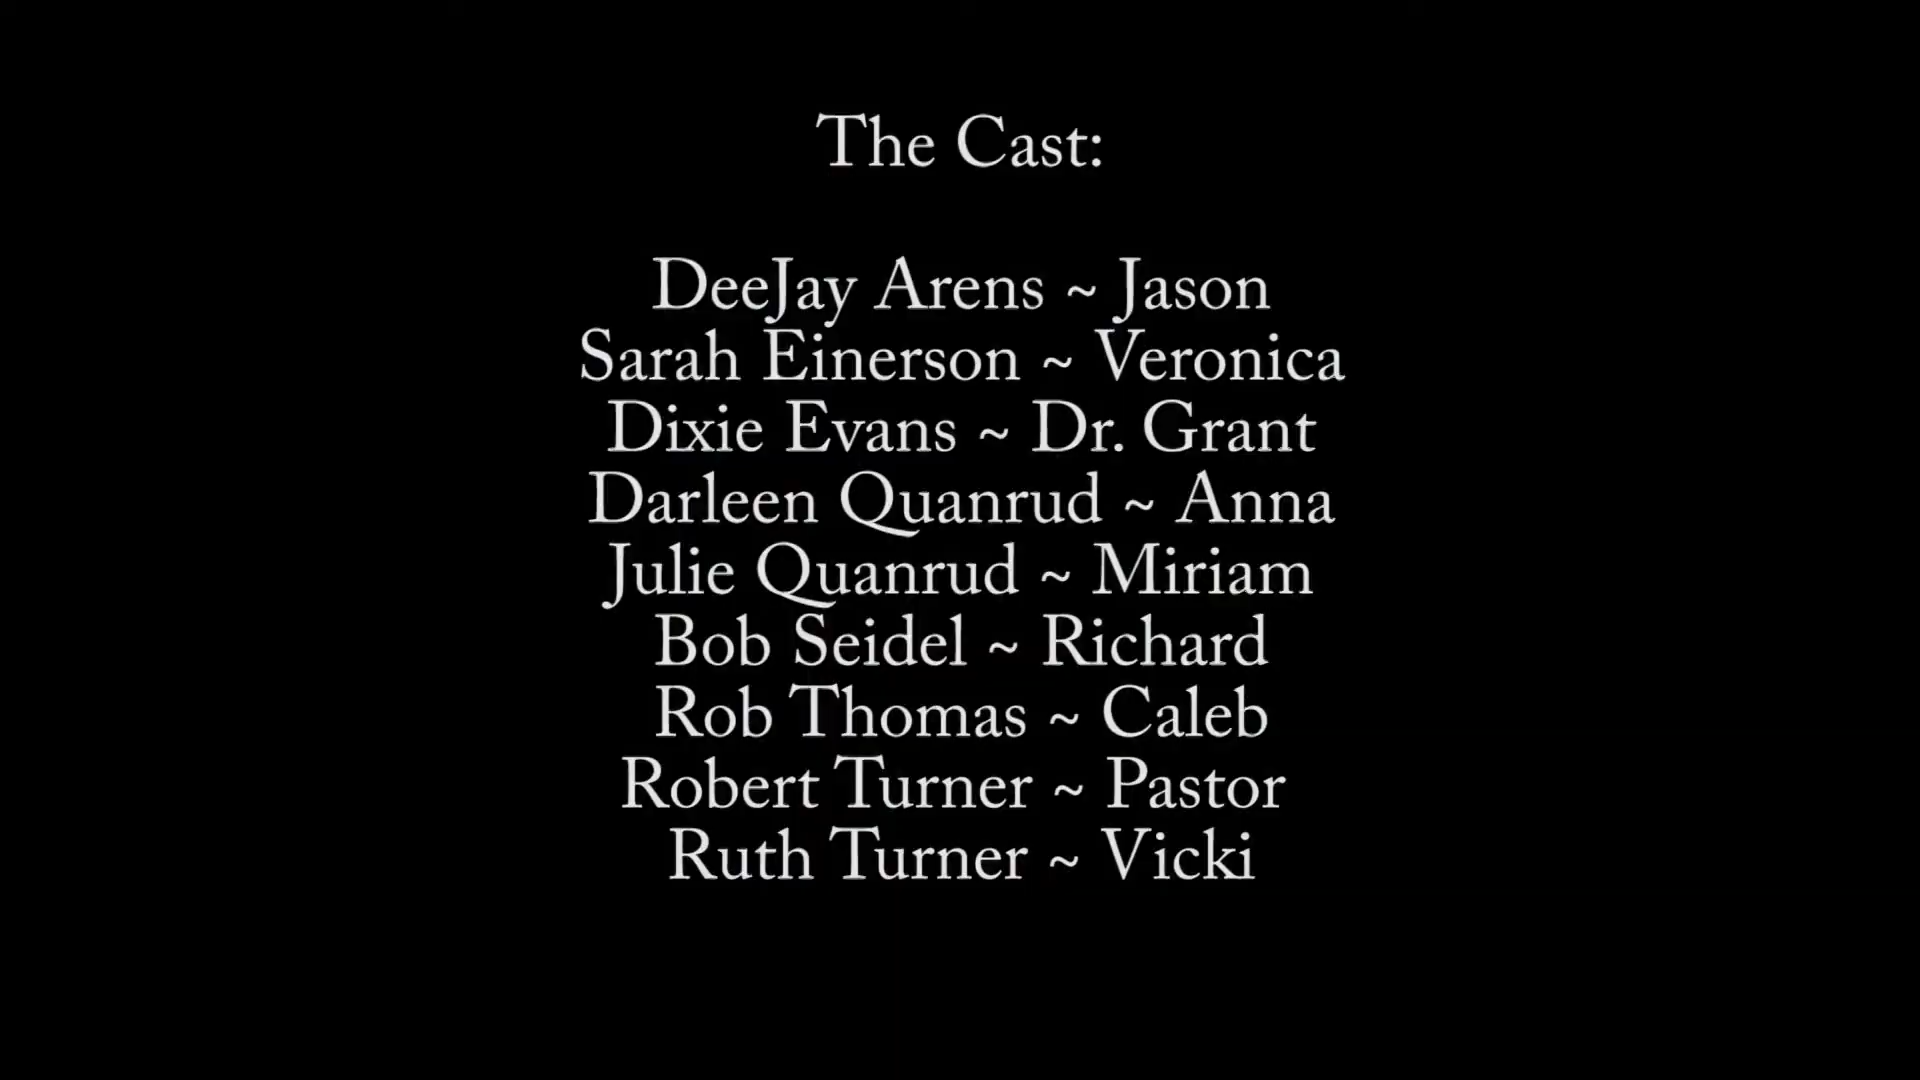 The Cast:
DeeJay Arens ~ Jason
Sarah Einerson ~ Veronica
Dixie Evans ~ Dr. Grant
Darleen Quanrud ~ Anna
Julie Quanrud ~ Miriam
Bob Seidel ~ Richard
Rob Thomas ~ Caleb
Robert Turner ~ Pastor
Ruth Turner ~ Vicki